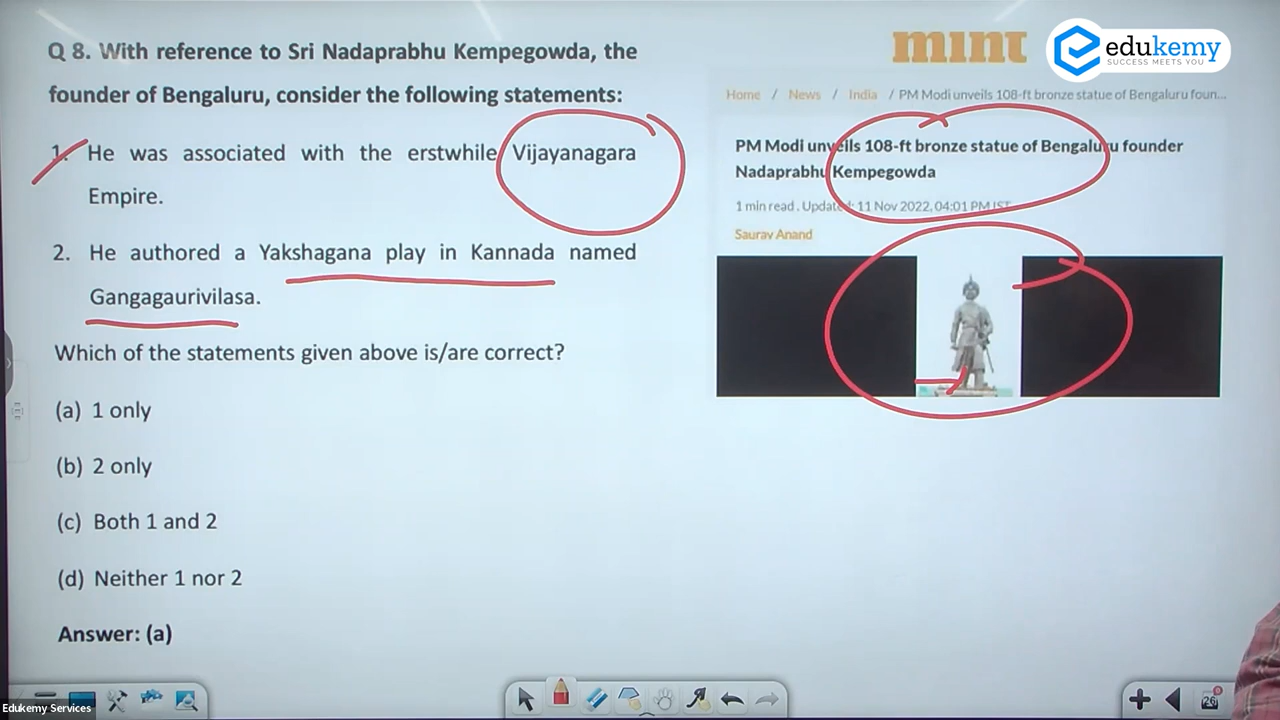 Q 8. With reference to Sri Nadaprabhu Kempegowda, the
founder of Bengaluru, consider the following statements:
1. He was associated with the erstwhile Vijayanagara
Empire.
2. He authored a Yakshagana play in Kannada named
Gangagaurivilasa.
Which of the statements given above is/are correct?
(a) 1 only
(b) 2 only
(c) Both 1 and 2
(d) Neither 1 nor 2
Answer: (a)
mint
edukemy
SUCCESS MEETS YOU
Home / News / India / PM Modi unveils 108-ft bronze statue of Bengaluru foun...
PM Modi unveils 108-ft bronze statue of Bengaluru founder
Nadaprabhu Kempegowda
1 min read . Updated: 11 Nov 2022, 04:01 PM IST
Saurav Anand
Edukemy Services
26